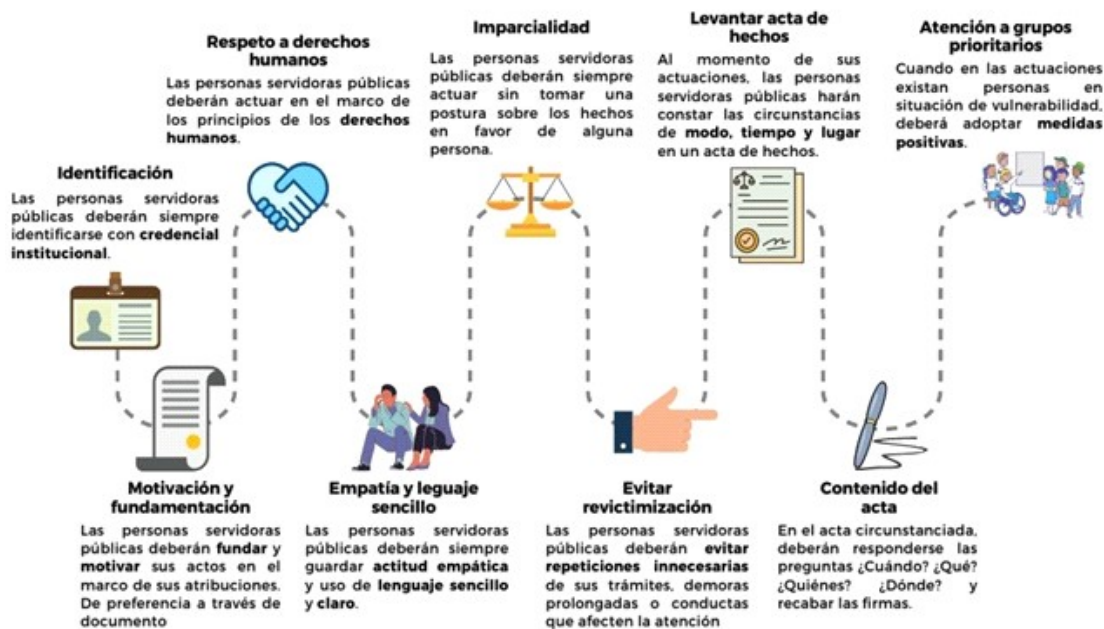 Identificación
Las personas servidoras
públicas deberán siempre
identificarse con credencial
institucional.
Motivación y
fundamentación
Las personas servidoras
públicas deberán fundar y
motivar sus actos en el
marco de sus atribuciones.
De preferencia a través de
documento
Respeto a derechos
humanos
Las personas servidoras públicas
deberán actuar en el marco de
los principios de los derechos
humanos.
Empatía y leguaje
sencillo
Las personas servidoras
públicas deberán siempre
guardar actitud empática
y uso de lenguaje sencillo
y claro.
Imparcialidad
Las personas servidoras
públicas deberán siempre
actuar sin tomar una
postura sobre los hechos
en favor de alguna
persona.
Evitar
revictimización
Las personas servidoras
públicas deberán evitar
repeticiones innecesarias
de sus trámites, demoras
prolongadas o conductas
que afecten la atención
Levantar acta de
hechos
Al momento de sus
actuaciones, las personas
servidoras públicas harán
constar las circunstancias
de modo, tiempo y lugar
en un acta de hechos.
Contenido del
acta
En el acta circunstanciada,
deberán responderse las
preguntas ¿Cuándo? ¿Qué?
¿Quiénes? ¿Dónde? y
recabar las firmas.
Atención a grupos
prioritarios
Cuando en las actuaciones
existan personas en
situación de vulnerabilidad,
deberá adoptar medidas
positivas.